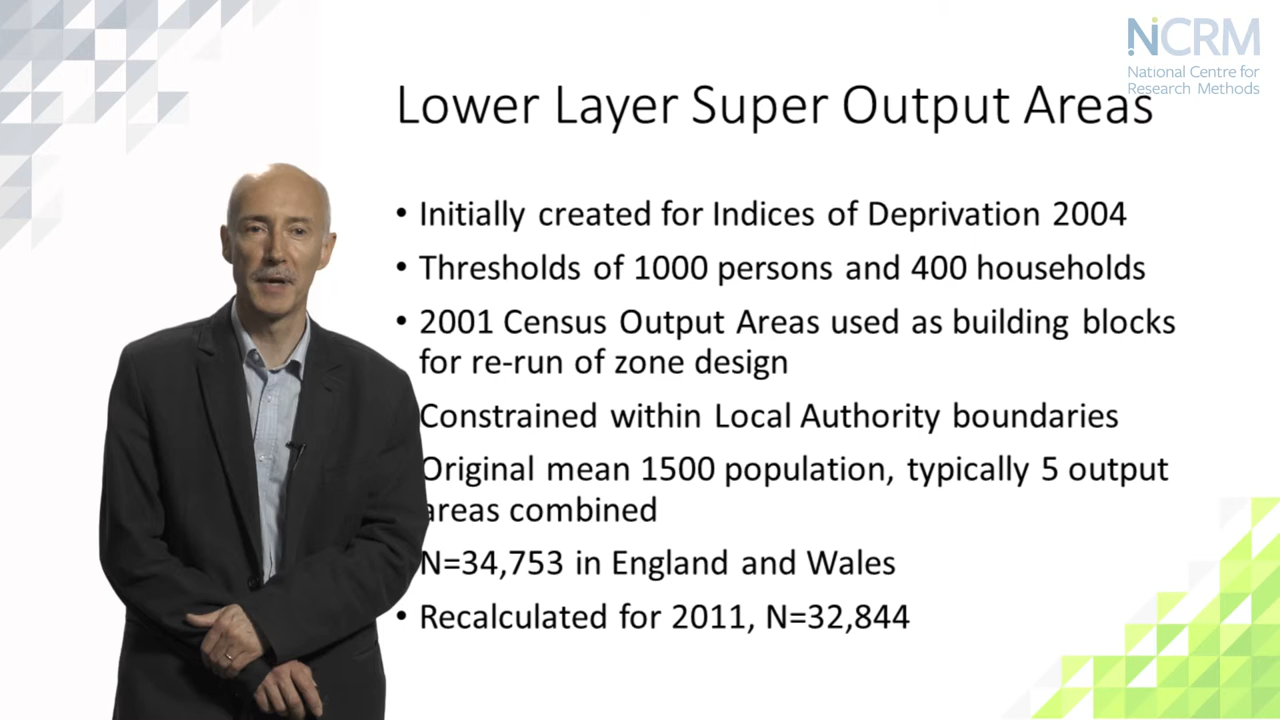 NCRM
National Centre for
Research Methods
Lower Layer Super Output Areas
• Initially created for Indices of Deprivation 2004
• Thresholds of 1000 persons and 400 households
• 2001 Census Output Areas used as building blocks
for re-run of zone design
Constrained within Local Authority boundaries
Original mean 1500 population, typically 5 output
areas combined
N=34,753 in England and Wales
• Recalculated for 2011, N=32,844